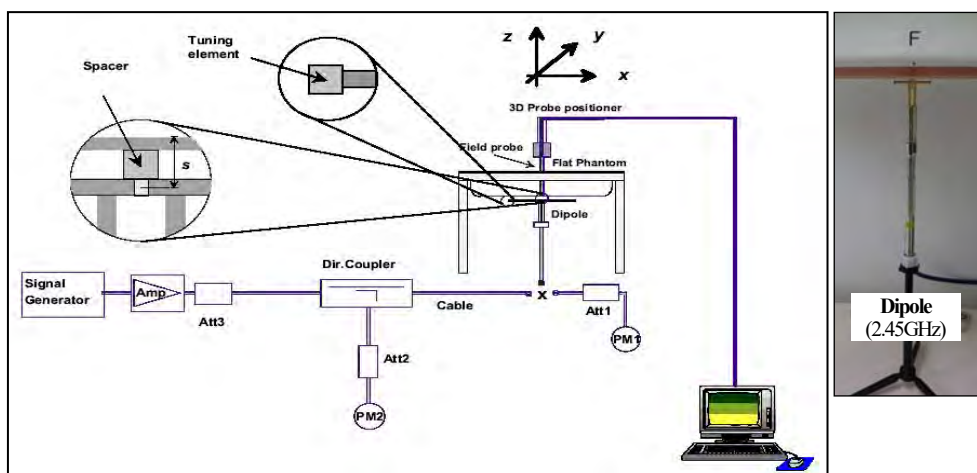 Tuning
element
Spacer
s
z
y
x
3D Probe positioner
Field probe
Flat Phantom
Dipole
Signal
Generator
Amp
Att3
Dir.Coupler
Cable
x
Att1
PM1
Att2
PM2
F
Dipole
(2.45GHz)